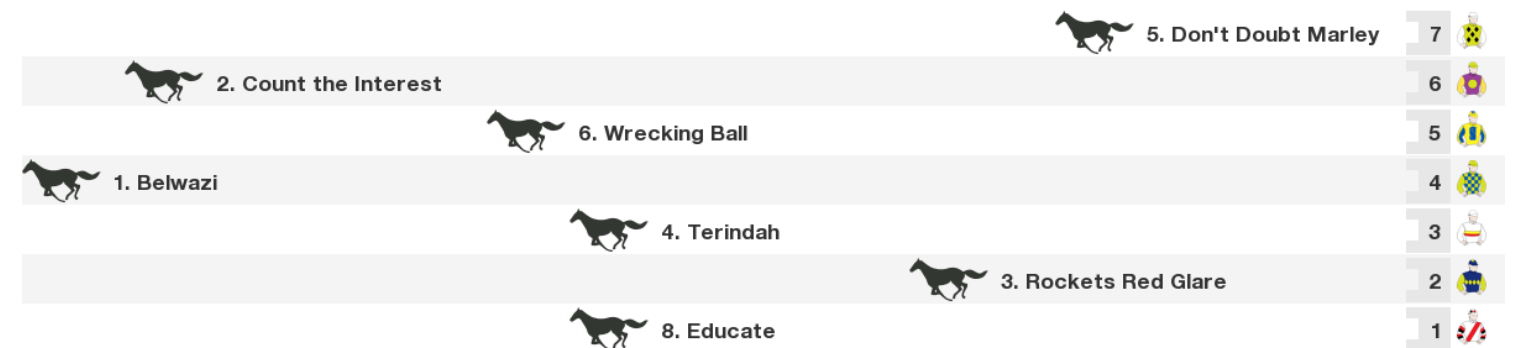 5. Don't Doubt Marley 7
2. Count the Interest 6
6. Wrecking Ball 5
1. Belwazi 4
4. Terindah 3
3. Rockets Red Glare 2
8. Educate 1